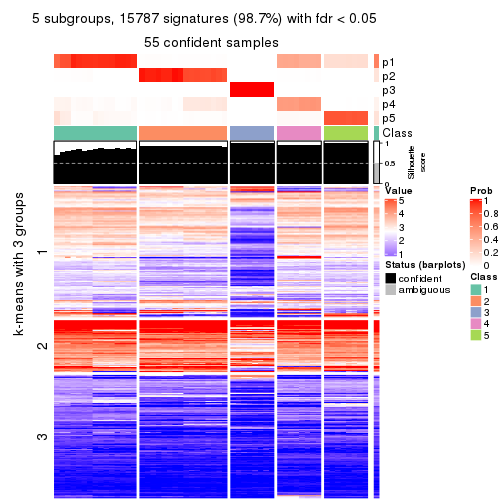 5 subgroups, 15787 signatures (98.7%) with fdr < 0.05
55 confident samples
p1
p2
p3
p4
p5
Class
1
0.5
0
Silhouette
score
k-means with 3 groups
1
2
3
Value
5
4
3
2
1
Status (barplots)
confident
ambiguous
Prob
1
0.8
0.6
0.4
0.2
0
Class
1
2
3
4
5